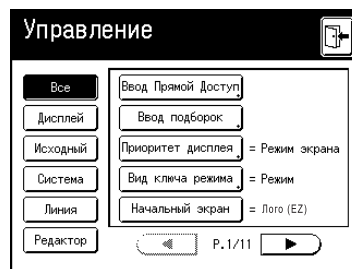 Управление
Все
Дисплей
Исходный
Система
Линия
Редактор
Ввод Прямой Доступ
Ввод подборок
Приоритет дисплея = Режим экрана
Вид ключа режима = Режим
Начальный экран = Лого (EZ)
P.1/11